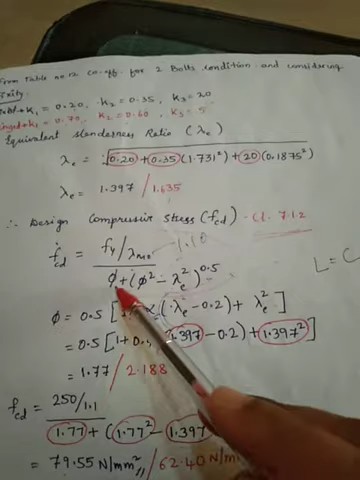 From Table no. 12 co.eff. for 2 Bolts condition and considering
fixity
K₁ = 0.20, K₂ = 0.35, K₃ = 20
K₁ = 0.70, K₂ = 0.60, K₃ = 5
Equivalent slenderness Ratio (λe)
λe = √0.20 + 0.35(1.731²) + 20(0.1875²)
λe = 1.397 / 1.635
∴ Design Compressive stress (fcd) - Cl. 7.1.2
fcd = fy/λmo / ϕ + (ϕ² - λe²)^0.5 1.10
L = C
ϕ = 0.5 [ (λe - 0.2) + λe² ]
= 0.5 [1+0. 397 - 0.2) + 1.397²]
= 1.77 / 2.188
fcd = 250/1.1 / 1.77 + (1.77² - 1.397
= 79.55 N/mm² // 62.40 N/m